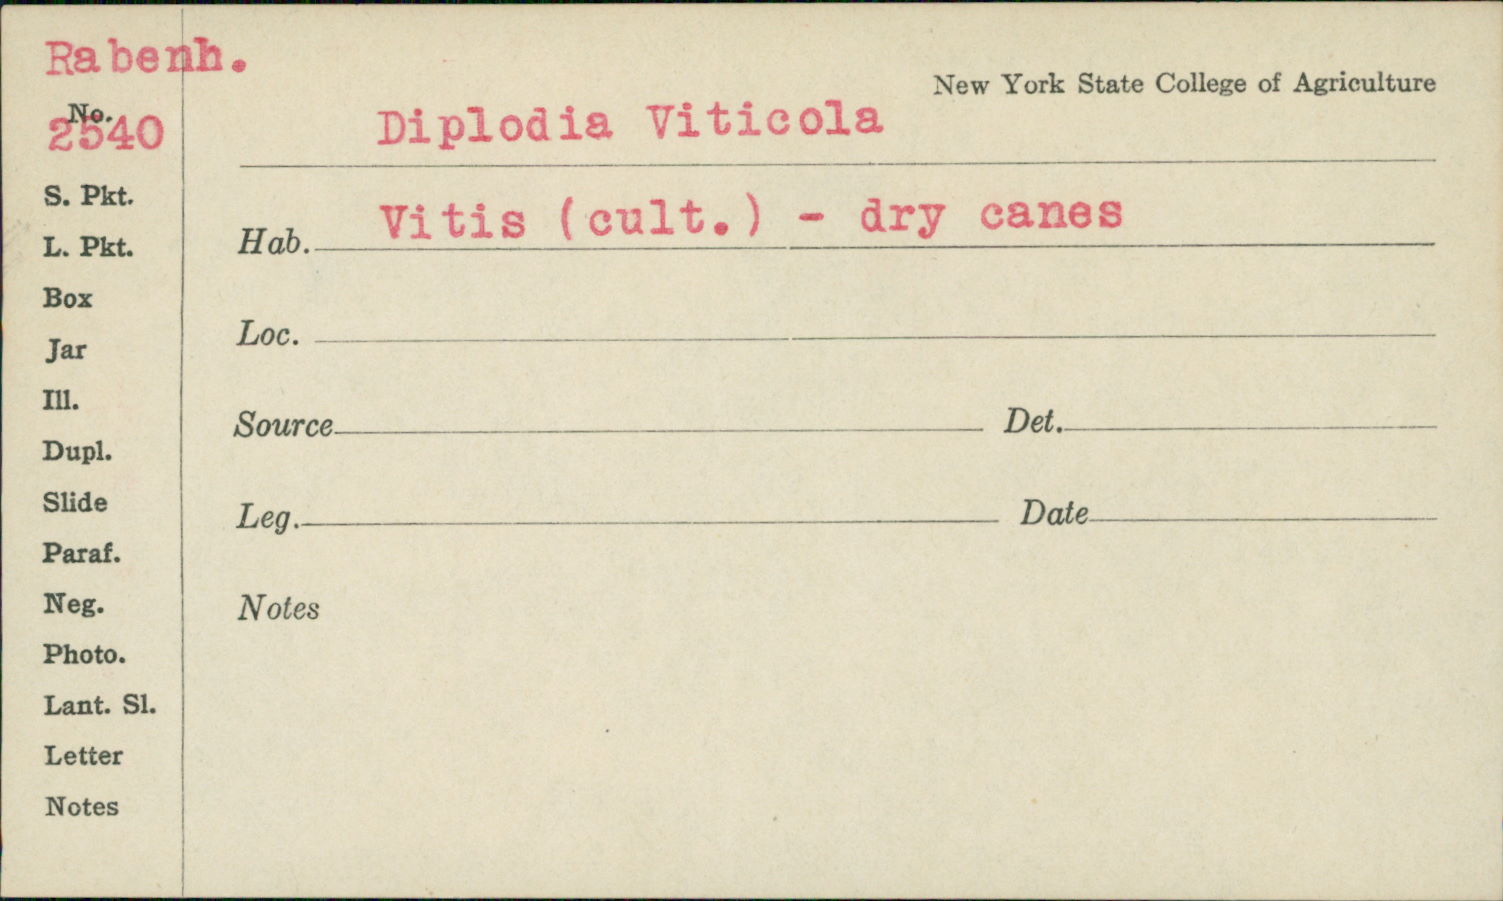 Rabenh.
New York State College of Agriculture
No.
2540
Diplodia Viticola
S. Pkt.
Hab. Vitis (cult.) - dry canes
L. Pkt.
Box
Loc.
Jar
Ill.
Source Det.
Dupl.
Slide
Leg. Date
Paraf.
Neg.
Notes
Photo.
Lant. Sl.
Letter
Notes